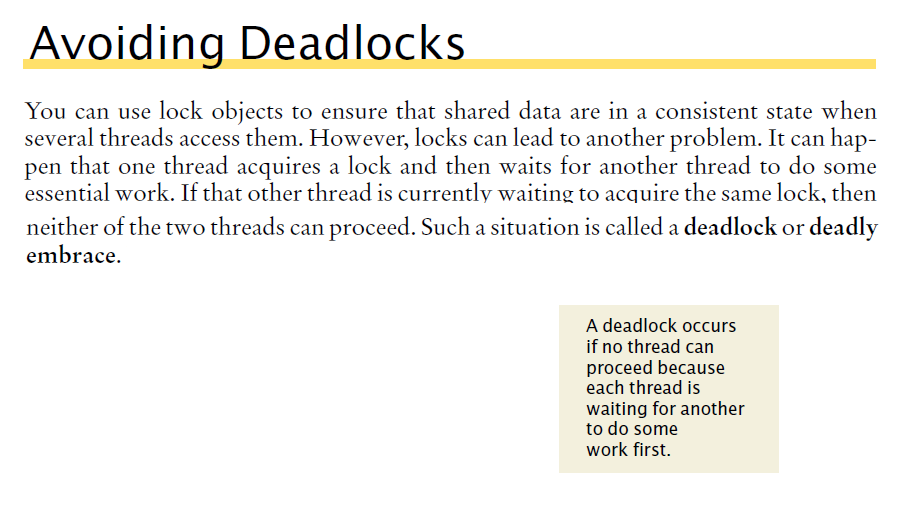 Avoiding Deadlocks
You can use lock objects to ensure that shared data are in a consistent state when
several threads access them. However, locks can lead to another problem. It can hap-
pen that one thread acquires a lock and then waits for another thread to do some
essential work. If that other thread is currently waiting to acquire the same lock, then
neither of the two threads can proceed. Such a situation is called a deadlock or deadly
embrace.
A deadlock occurs
if no thread can
proceed because
each thread is
waiting for another
to do some
work first.